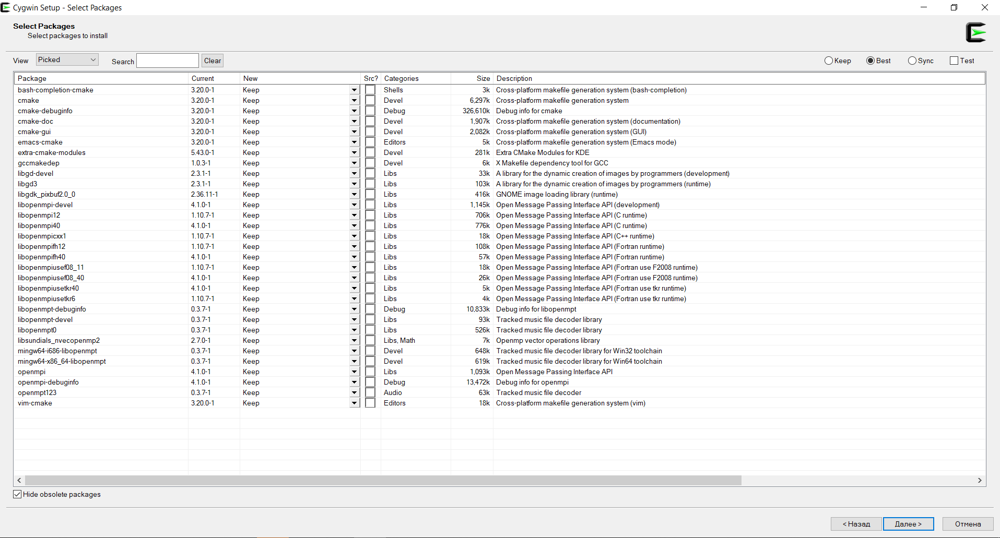 Cygwin Setup - Select Packages
Select Packages
Select packages to install
View Picked Search Clear Keep Best Sync Test
Package Current New Src? Categories Size Description
bash-completion-cmake 3.20.0-1 Keep Shells 3k Cross-platform makefile generation system (bash-completion)
cmake 3.20.0-1 Keep Devel 6,297k Cross-platform makefile generation system
cmake-debuginfo 3.20.0-1 Keep Debug 326,610k Debug info for cmake
cmake-doc 3.20.0-1 Keep Devel 1,907k Cross-platform makefile generation system (documentation)
cmake-gui 3.20.0-1 Keep Devel 2,082k Cross-platform makefile generation system (GUI)
emacs-cmake 3.20.0-1 Keep Editors 5k Cross-platform makefile generation system (Emacs mode)
extra-cmake-modules 5.43.0-1 Keep Devel 281k Extra CMake Modules for KDE
gccmakedep 1.0.3-1 Keep Devel 6k X Makefile dependency tool for GCC
libgd-devel 2.3.1-1 Keep Libs 33k A library for the dynamic creation of images by programmers (development)
libgd3 2.3.1-1 Keep Libs 103k A library for the dynamic creation of images by programmers (runtime)
libgdk_pixbuf2.0_0 2.36.11-1 Keep Libs 416k GNOME image loading library (runtime)
libopenmpi-devel 4.1.0-1 Keep Libs 1,145k Open Message Passing Interface API (development)
libopenmpi12 1.10.7-1 Keep Libs 706k Open Message Passing Interface API (C runtime)
libopenmpi40 4.1.0-1 Keep Libs 776k Open Message Passing Interface API (C runtime)
libopenmpicxx1 1.10.7-1 Keep Libs 18k Open Message Passing Interface API (C++ runtime)
libopenmpifh12 1.10.7-1 Keep Libs 108k Open Message Passing Interface API (Fortran runtime)
libopenmpifh40 4.1.0-1 Keep Libs 57k Open Message Passing Interface API (Fortran runtime)
libopenmpiusef08_11 1.10.7-1 Keep Libs 18k Open Message Passing Interface API (Fortran use F2008 runtime)
libopenmpiusef08_40 4.1.0-1 Keep Libs 26k Open Message Passing Interface API (Fortran use F2008 runtime)
libopenmpiusetkr40 4.1.0-1 Keep Libs 5k Open Message Passing Interface API (Fortran use tkr runtime)
libopenmpiusetkr6 1.10.7-1 Keep Libs 4k Open Message Passing Interface API (Fortran use tkr runtime)
libopenmpt-debuginfo 0.3.7-1 Keep Debug 10,833k Debug info for libopenmpt
libopenmpt-devel 0.3.7-1 Keep Libs 93k Tracked music file decoder library
libopenmpt0 0.3.7-1 Keep Libs 526k Tracked music file decoder library
libsundials_nvecopenmp2 2.7.0-1 Keep Libs, Math 7k Openmp vector operations library
mingw64-i686-libopenmpt 0.3.7-1 Keep Devel 648k Tracked music file decoder library for Win32 toolchain
mingw64-x86_64-libopenmpt 0.3.7-1 Keep Devel 619k Tracked music file decoder library for Win64 toolchain
openmpi 4.1.0-1 Keep Libs 1,093k Open Message Passing Interface API
openmpi-debuginfo 4.1.0-1 Keep Debug 13,472k Debug info for openmpi
openmpt123 0.3.7-1 Keep Audio 63k Tracked music file decoder
vim-cmake 3.20.0-1 Keep Editors 18k Cross-platform makefile generation system (vim)
Hide obsolete packages
< Назад Далее > Отмена